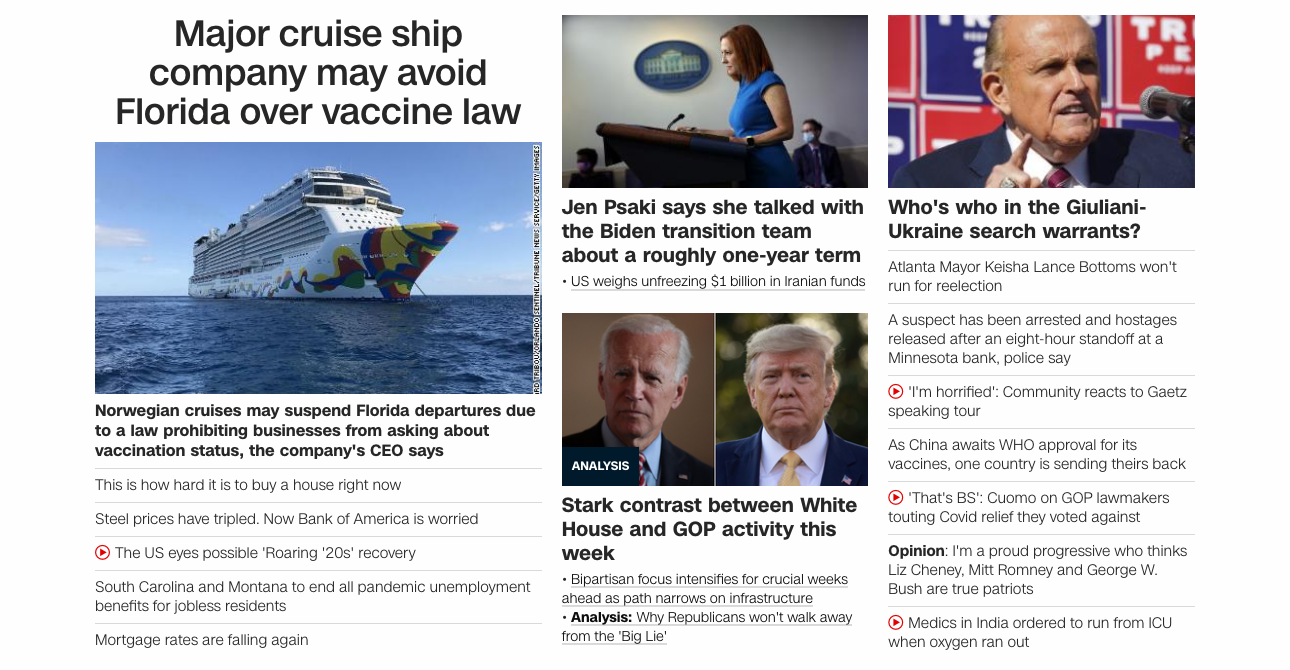 Major cruise ship
company may avoid
Florida over vaccine law
RD TRIBOU/ORLANDO SENTINEL/TRIBUNE NEWS SERVICE/GETTY IMAGES
Norwegian cruises may suspend Florida departures due
to a law prohibiting businesses from asking about
vaccination status, the company's CEO says
This is how hard it is to buy a house right now
Steel prices have tripled. Now Bank of America is worried
The US eyes possible 'Roaring '20s' recovery
South Carolina and Montana to end all pandemic unemployment
benefits for jobless residents
Mortgage rates are falling again
Jen Psaki says she talked with
the Biden transition team
about a roughly one-year term
• US weighs unfreezing $1 billion in Iranian funds
ANALYSIS
Stark contrast between White
House and GOP activity this
week
• Bipartisan focus intensifies for crucial weeks
ahead as path narrows on infrastructure
• Analysis: Why Republicans won't walk away
from the 'Big Lie'
TR
PE
Who's who in the Giuliani-
Ukraine search warrants?
Atlanta Mayor Keisha Lance Bottoms won't
run for reelection
A suspect has been arrested and hostages
released after an eight-hour standoff at a
Minnesota bank, police say
'I'm horrified': Community reacts to Gaetz
speaking tour
As China awaits WHO approval for its
vaccines, one country is sending theirs back
'That's BS': Cuomo on GOP lawmakers
touting Covid relief they voted against
Opinion: I'm a proud progressive who thinks
Liz Cheney, Mitt Romney and George W.
Bush are true patriots
Medics in India ordered to run from ICU
when oxygen ran out